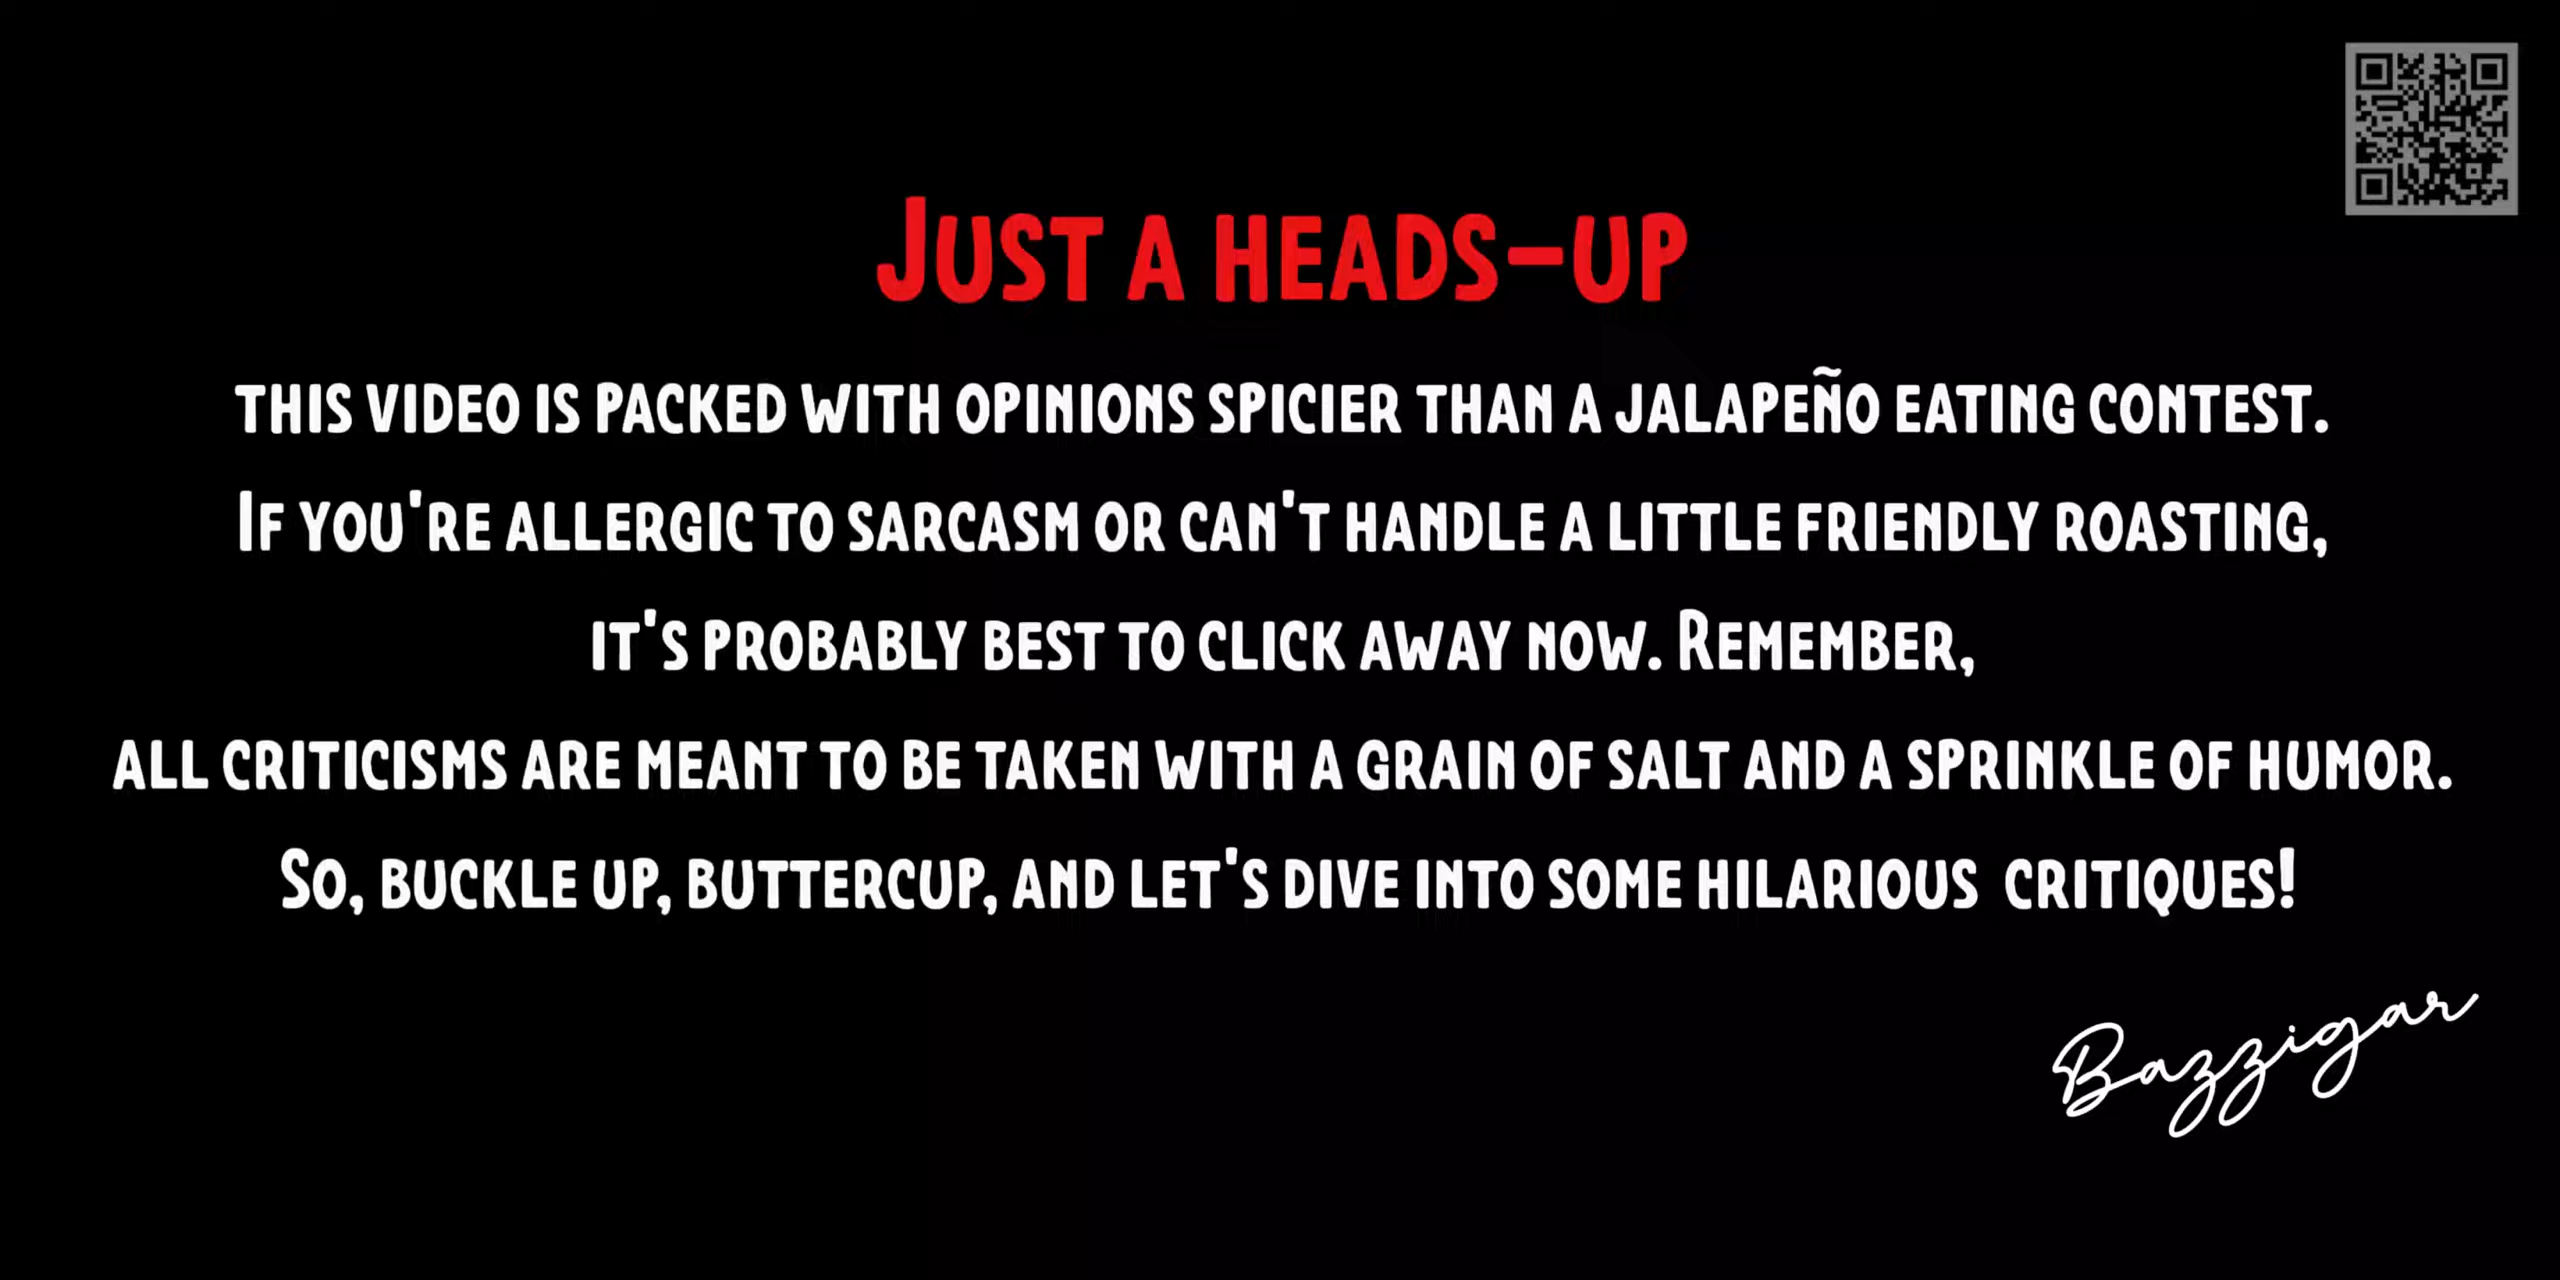 Just a heads-up
this video is packed with opinions spicier than a jalapeño eating contest.
If you're allergic to sarcasm or can't handle a little friendly roasting,
it's probably best to click away now. Remember,
all criticisms are meant to be taken with a grain of salt and a sprinkle of humor.
So, buckle up, buttercup, and let's dive into some hilarious  critiques!
Bazzigar